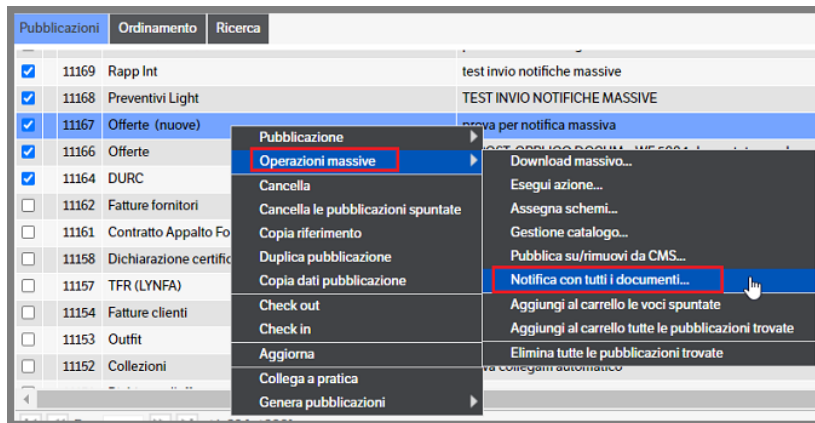 Pubblicazioni Ordinamento Ricerca
11169 Rapp Int test invio notifiche massive
11168 Preventivi Light TEST INVIO NOTIFICHE MASSIVE
11167 Offerte (nuove) prova per notifica massiva
11166 Offerte
11164 DURC
11162 Fatture fornitori
11161 Contratto Appalto Fo
11158 Dichiarazione certific
11157 TFR (LYNFA)
11154 Fatture clienti
11153 Outfit
11152 Collezioni
Pubblicazione
Operazioni massive
Cancella
Cancella le pubblicazioni spuntate
Copia riferimento
Duplica pubblicazione
Copia dati pubblicazione
Check out
Check in
Aggiorna
Collega a pratica
Genera pubblicazioni
Download massivo...
Esegui azione...
Assegna schemi...
Gestione catalogo...
Pubblica su/rimuovi da CMS...
Notifica con tutti i documenti...
Aggiungi al carrello le voci spuntate
Aggiungi al carrello tutte le pubblicazioni trovate
Elimina tutte le pubblicazioni trovate